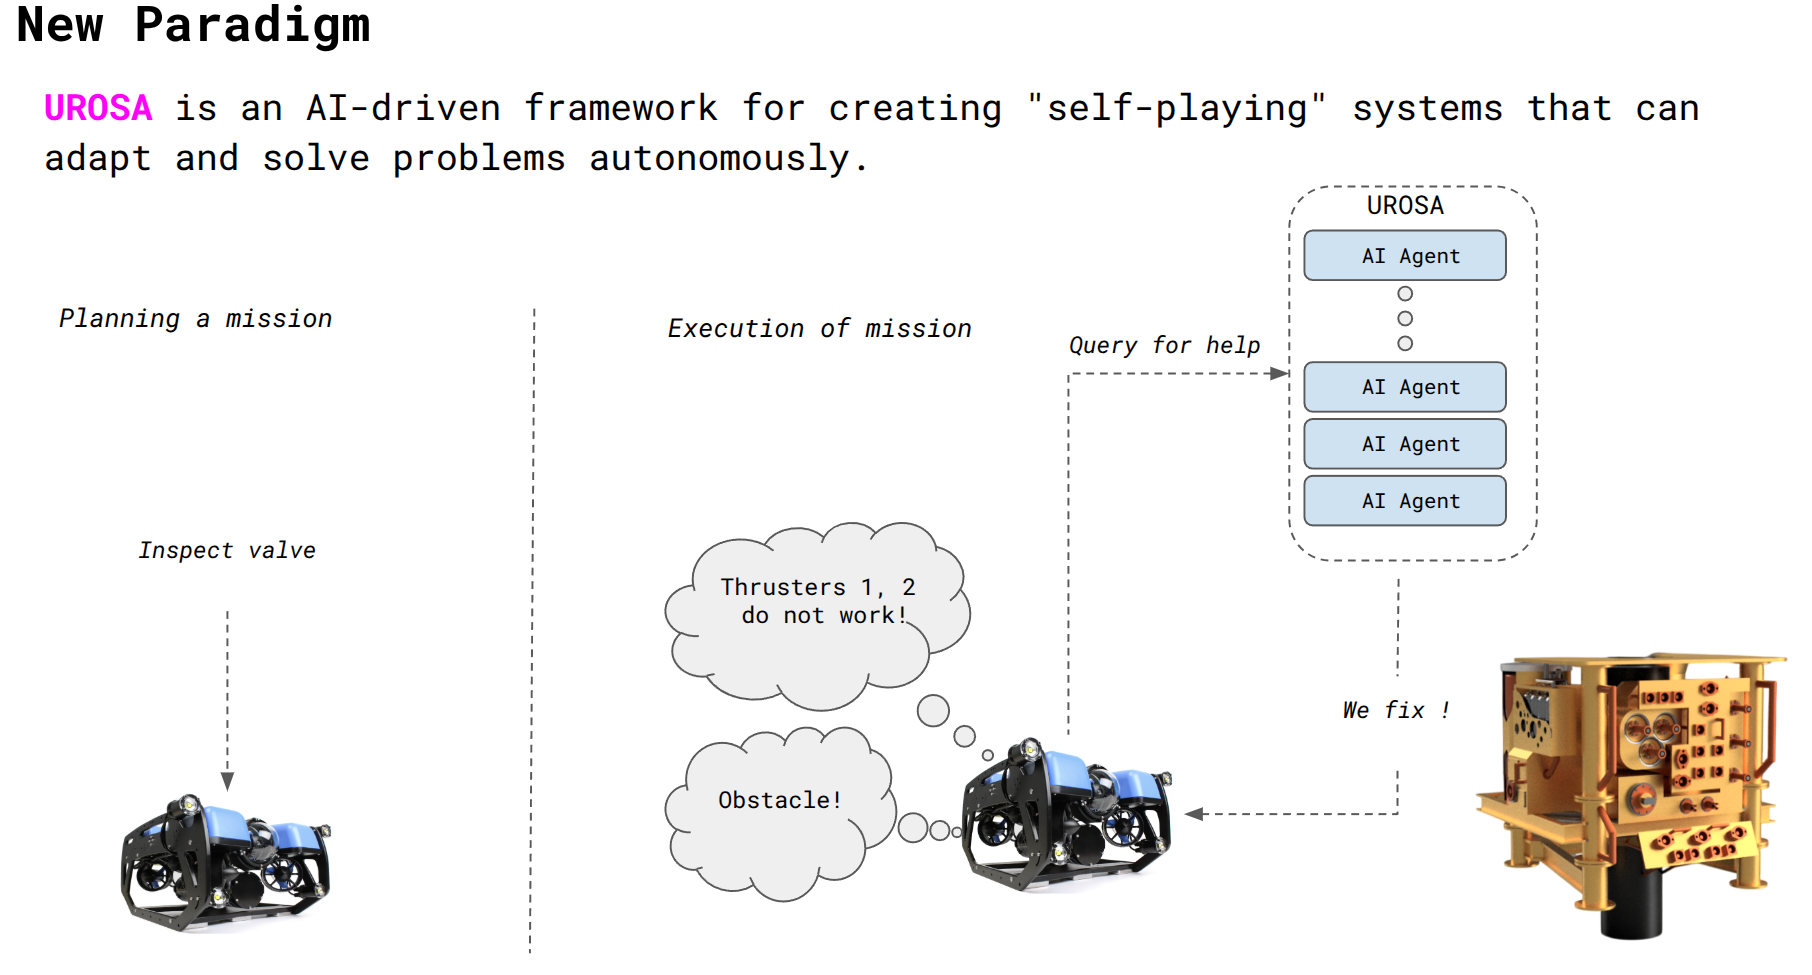 New Paradigm
UROSA is an AI-driven framework for creating "self-playing" systems that can
adapt and solve problems autonomously.
UROSA
AI Agent
Planning a mission
Execution of mission
Query for help
AI Agent
AI Agent
AI Agent
Inspect valve
Thrusters 1, 2
do not work!
We fix !
Obstacle!